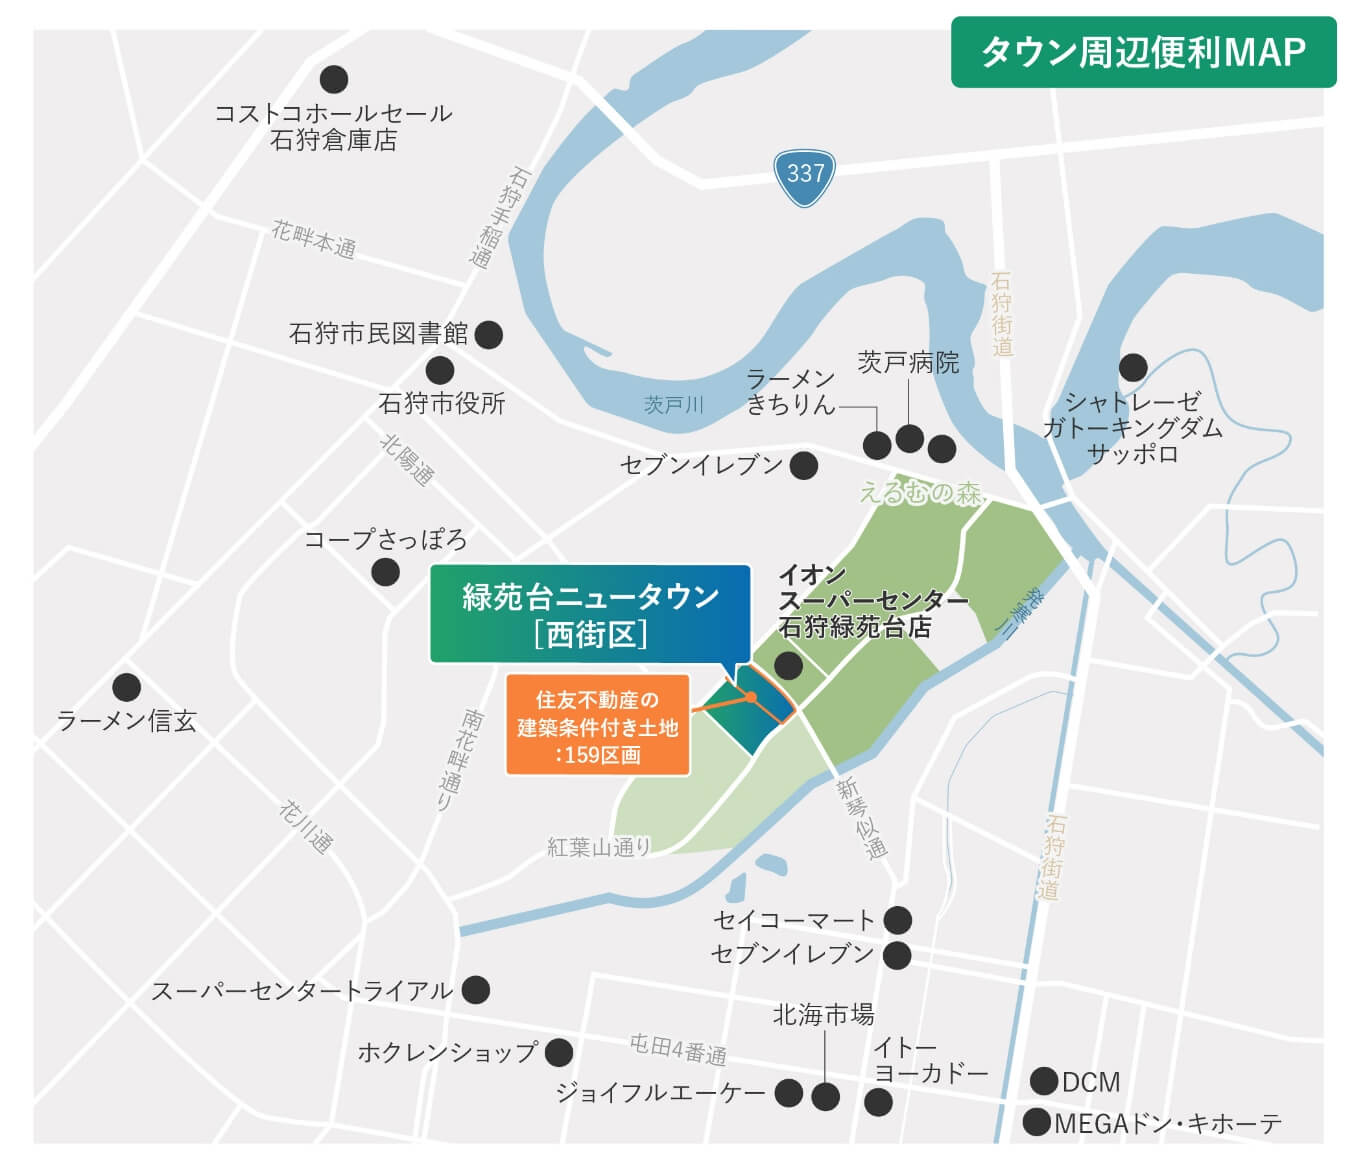 タウン周辺便利MAP
コストコホールセール
石狩倉庫店
337
石狩手稲通
花畔本通
石狩街道
石狩市民図書館
石狩市役所
茨戸川
ラーメン
きちりん
茨戸病院
シャトレーゼ
ガトーキングダム
サッポロ
北陽通
セブンイレブン
えるむの森
コープさっぽろ
緑苑台ニュータウン
［西街区］
イオン
スーパーセンター
石狩緑苑台店
発寒川
住友不動産の
建築条件付き土地
：159区画
ラーメン信玄
南花畔通り
花川通
紅葉山通り
新琴似通
石狩街道
セイコーマート
セブンイレブン
スーパーセンタートライアル
北海市場
ホクレンショップ
屯田4番通
イトー
ヨーカドー
ジョイフルエーケー
DCM
MEGAドン・キホーテ